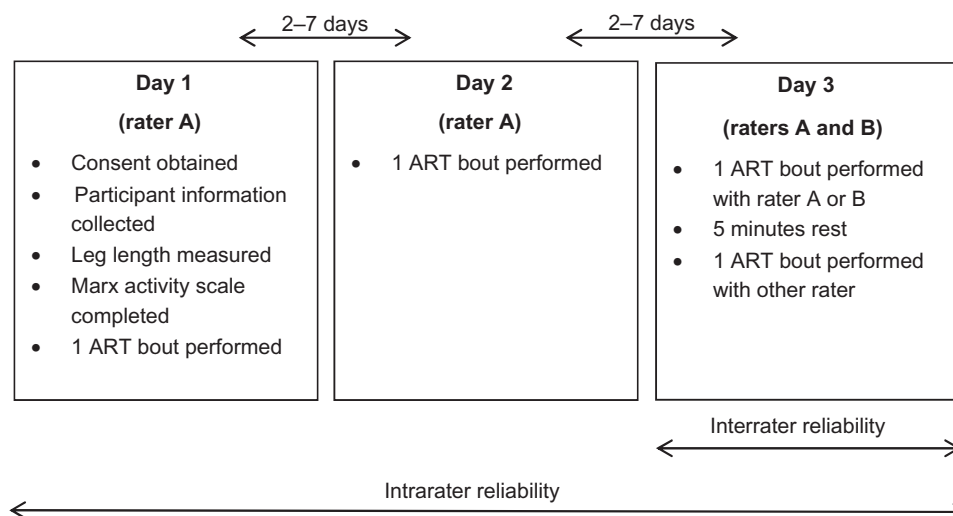 2–7 days
2–7 days
Day 1
(rater A)
• Consent obtained
• Participant information
collected
• Leg length measured
• Marx activity scale
completed
• 1 ART bout performed
Day 2
(rater A)
• 1 ART bout performed
Day 3
(raters A and B)
• 1 ART bout performed
with rater A or B
• 5 minutes rest
• 1 ART bout performed
with other rater
Interrater reliability
Intrarater reliability